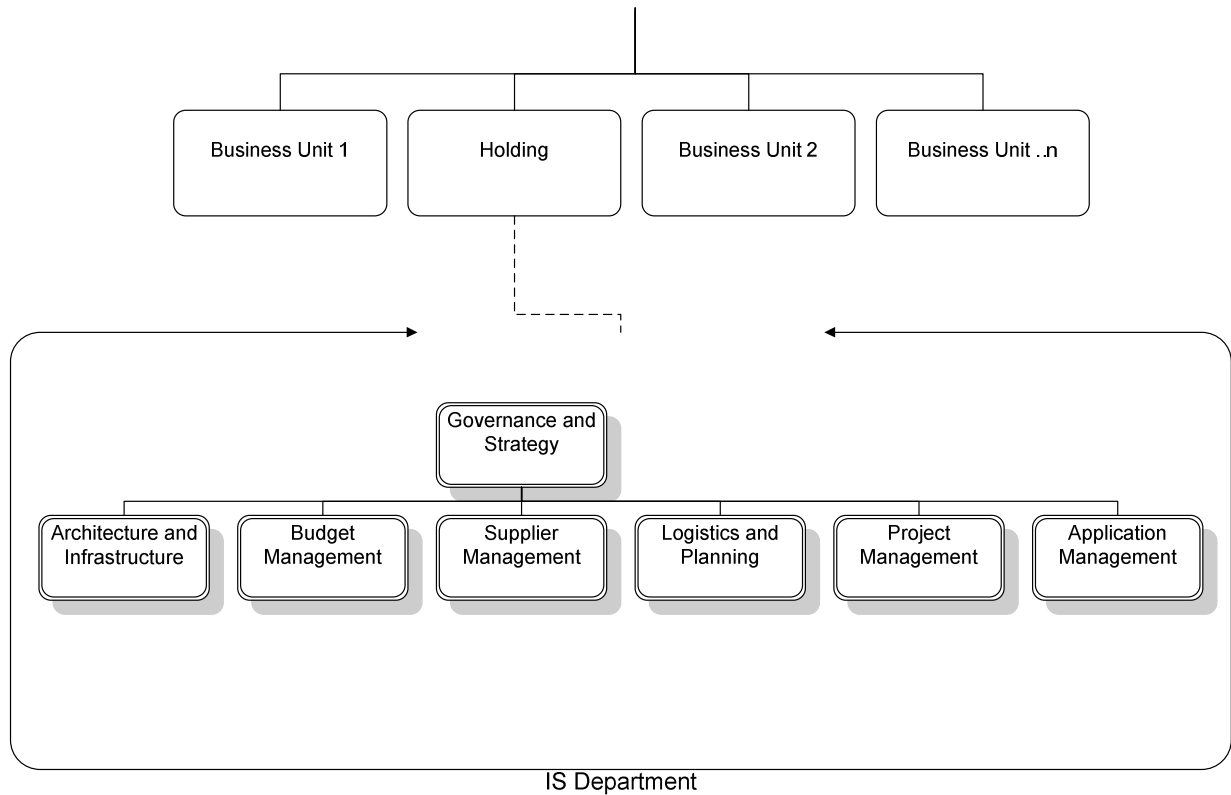 Business Unit 1
Holding
Business Unit 2
Business Unit ..n
Governance and
Strategy
Architecture and
Infrastructure
Budget
Management
Supplier
Management
Logistics and
Planning
Project
Management
Application
Management
IS Department